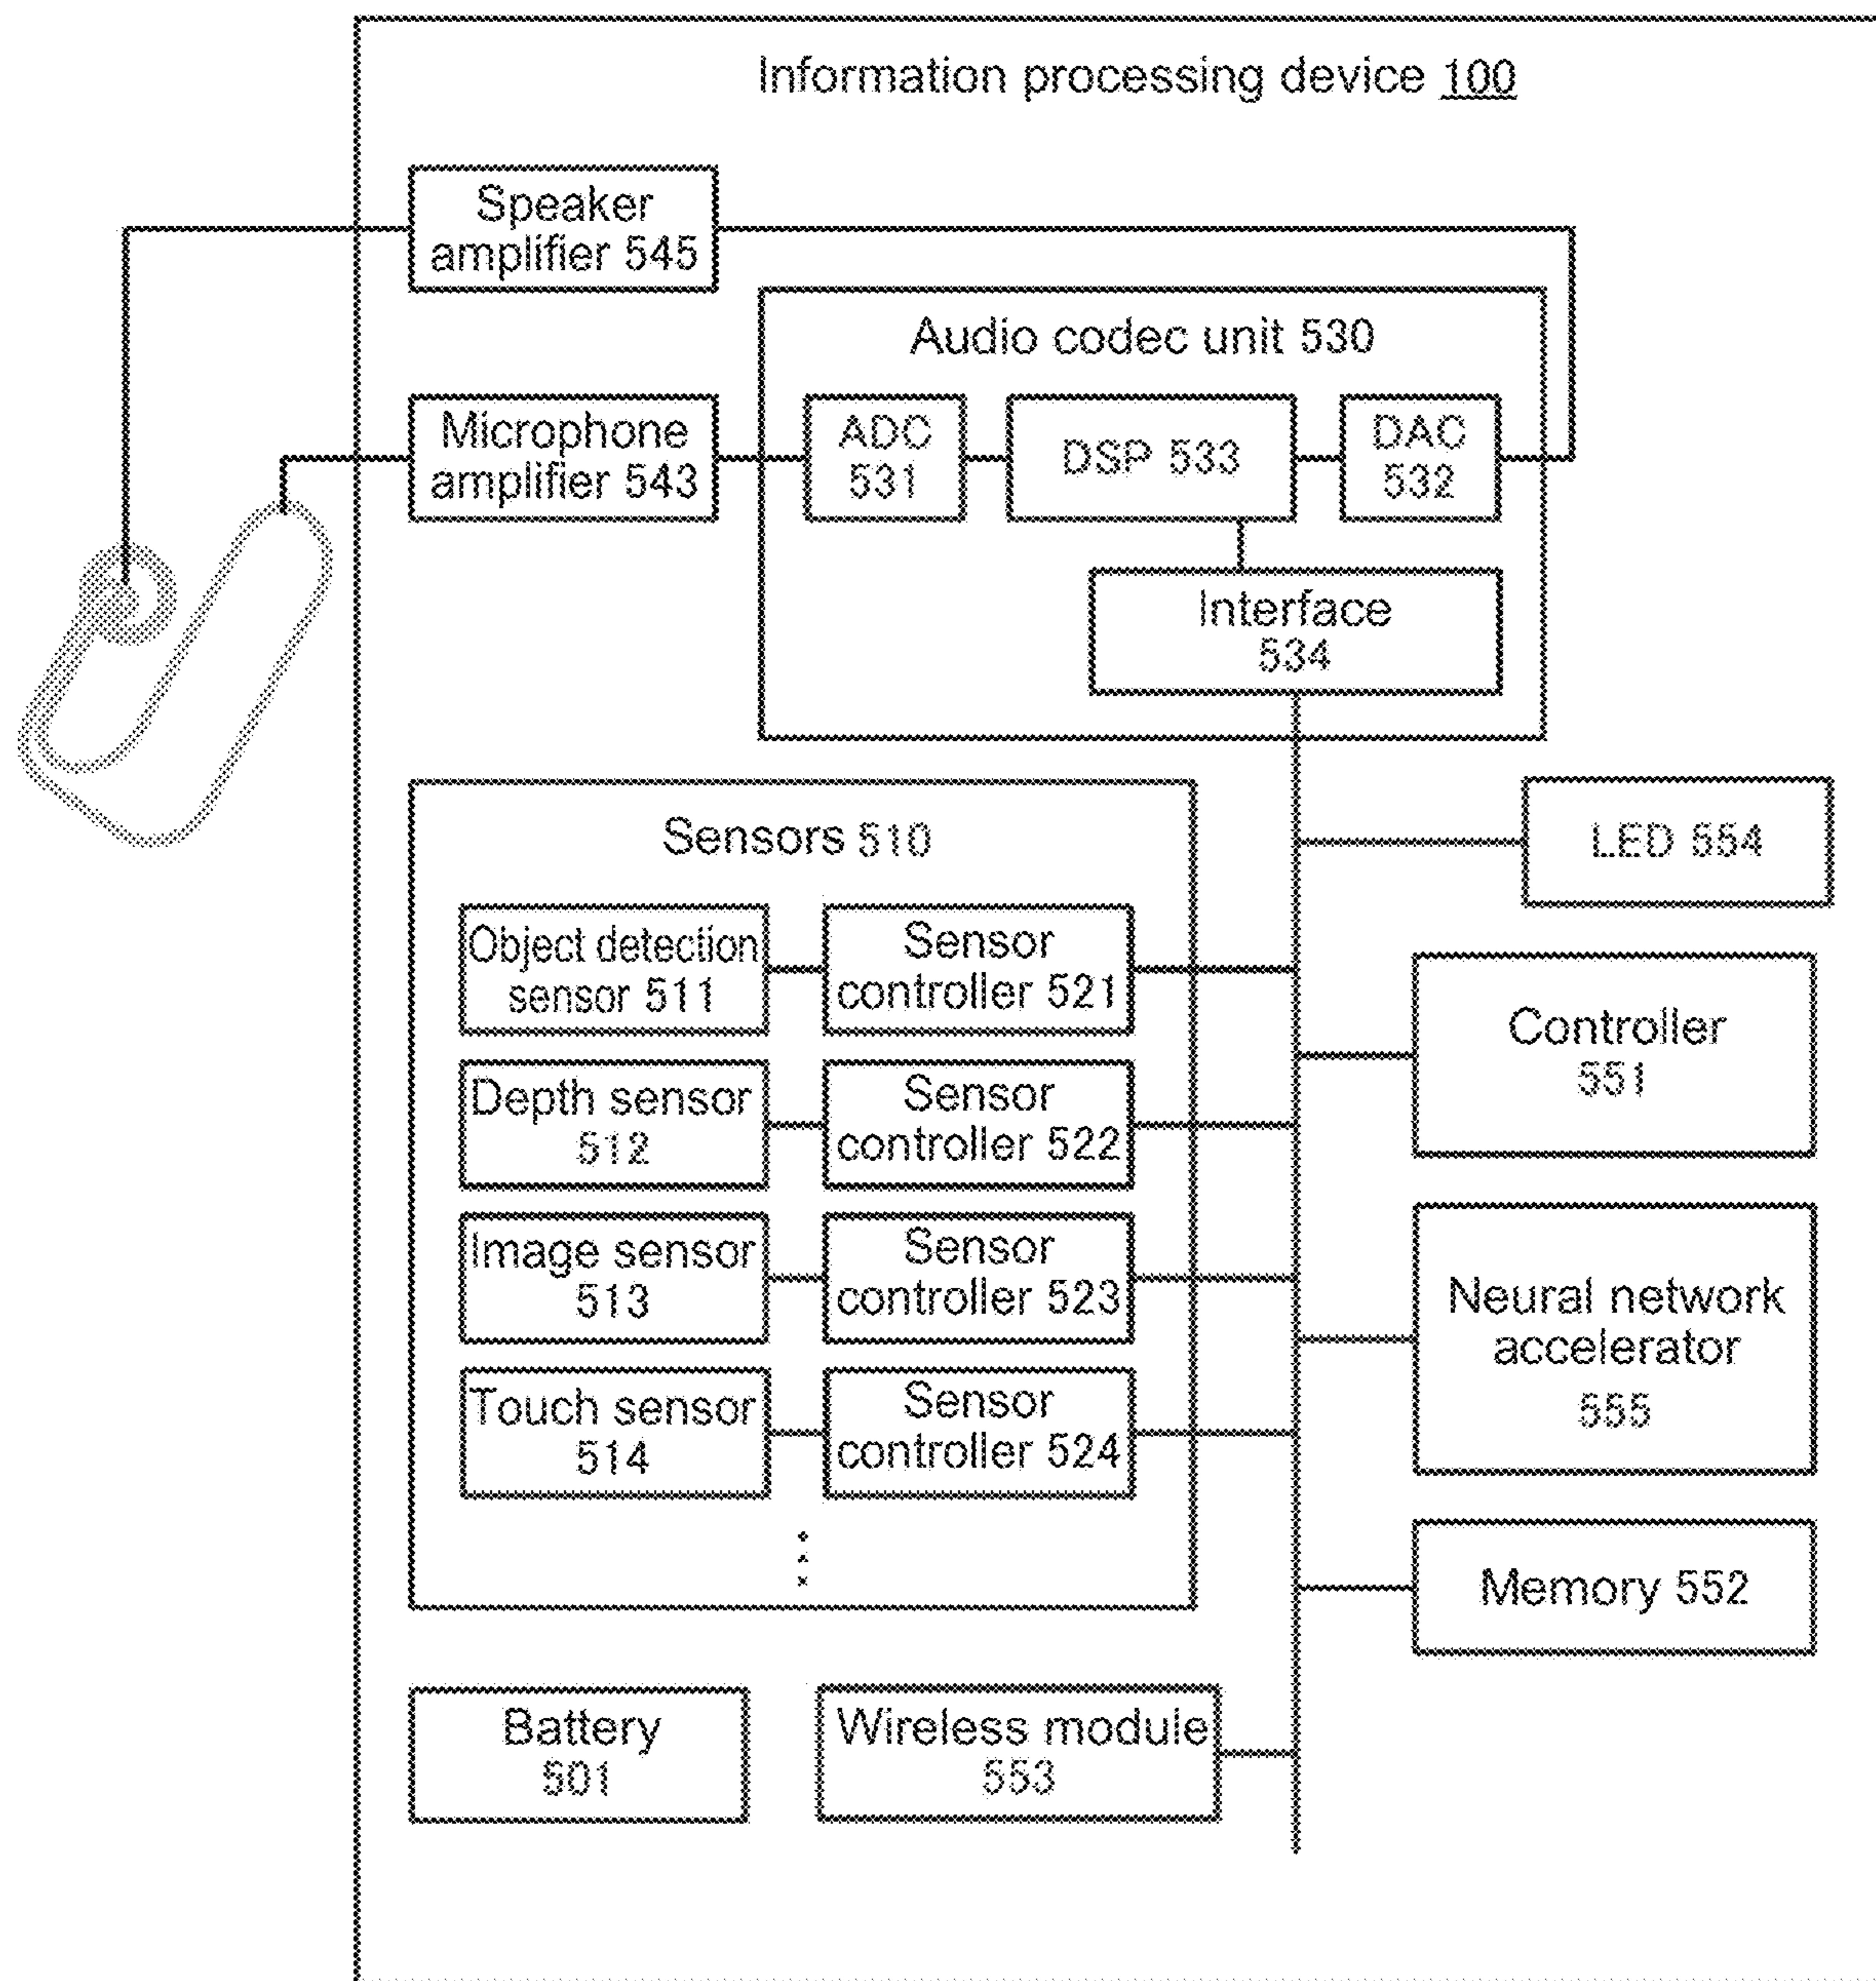 Information processing device 100
Speaker
amplifier 545
Audio codec unit 530
Microphone
amplifier 543
ADC
531
DSP 533
DAC
532
Interface
534
Sensors 510
LED 554
Object detection
sensor 511
Sensor
controller 521
Controller
551
Depth sensor
512
Sensor
controller 522
Image sensor
513
Sensor
controller 523
Neural network
accelerator
555
Touch sensor
514
Sensor
controller 524
Memory 552
Battery
501
Wireless module
553